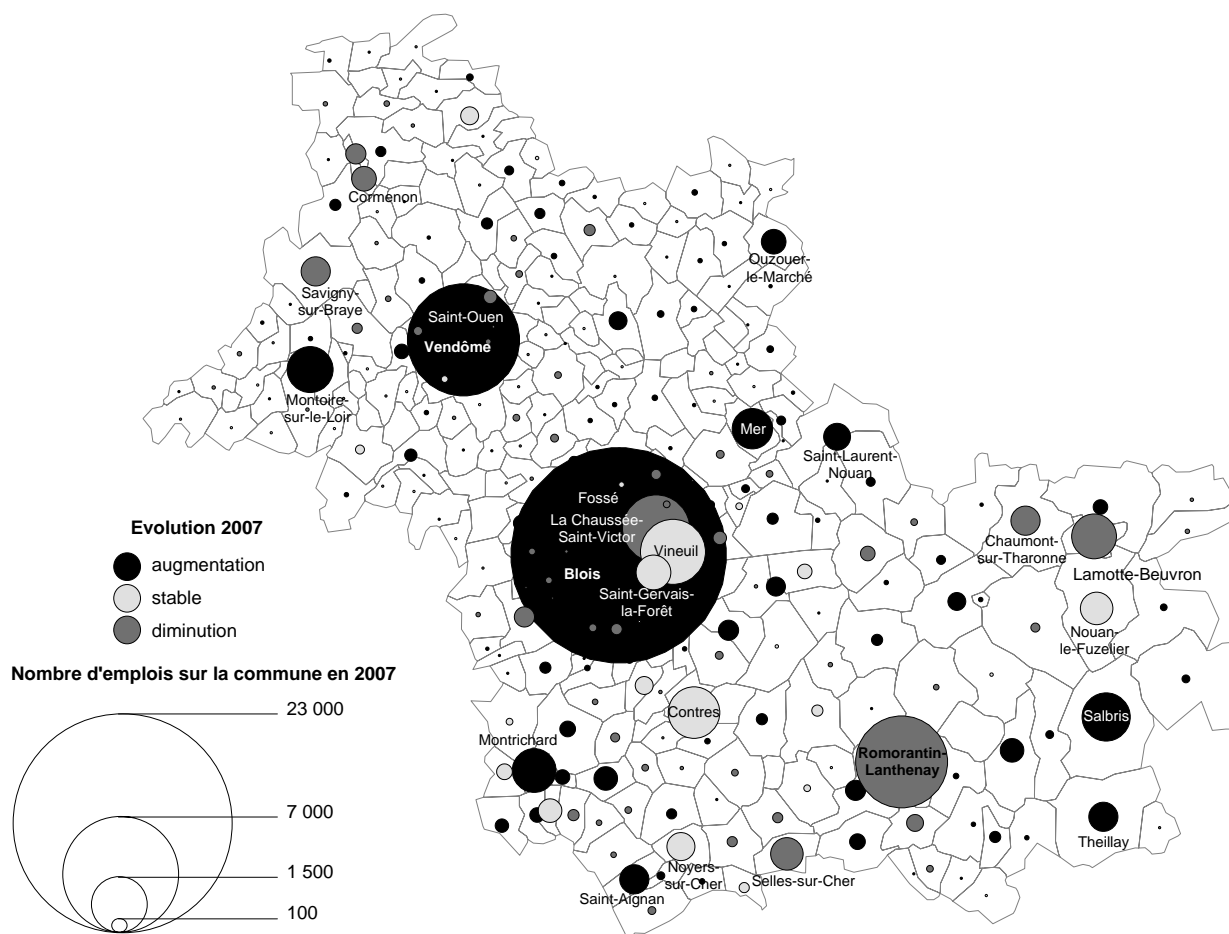 Cormenon
Ouzouer-
le-Marché
Savigny-
sur-Braye
Saint-Ouen
Vendôme
Montoire-
sur-le-Loir
Mer
Saint-Laurent-
Nouan
Fossé
La Chaussée-
Saint-Victor
Vineuil
Blois
Saint-Gervais-
la-Forêt
Chaumont-
sur-Tharonne
Lamotte-Beuvron
Nouan-
le-Fuzelier
Evolution 2007
augmentation
stable
diminution
Nombre d'emplois sur la commune en 2007
23 000
7 000
1 500
100
Contres
Salbris
Montrichard
Romorantin-
Lanthenay
Theillay
Noyers-
sur-Cher
Selles-sur-Cher
Saint-Aignan